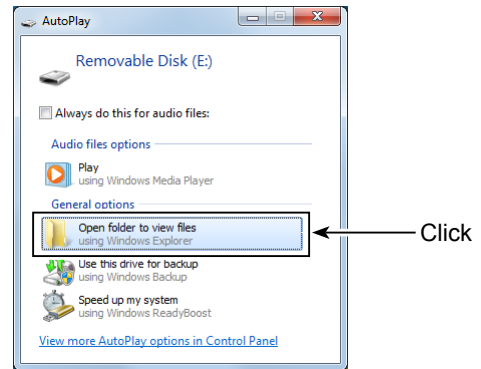 AutoPlay
Removable Disk (E:)
Always do this for audio files:
Audio files options
Play
using Windows Media Player
General options
Open folder to view files
using Windows Explorer
Click
Use this drive for backup
using Windows Backup
Speed up my system
using Windows ReadyBoost
View more AutoPlay options in Control Panel